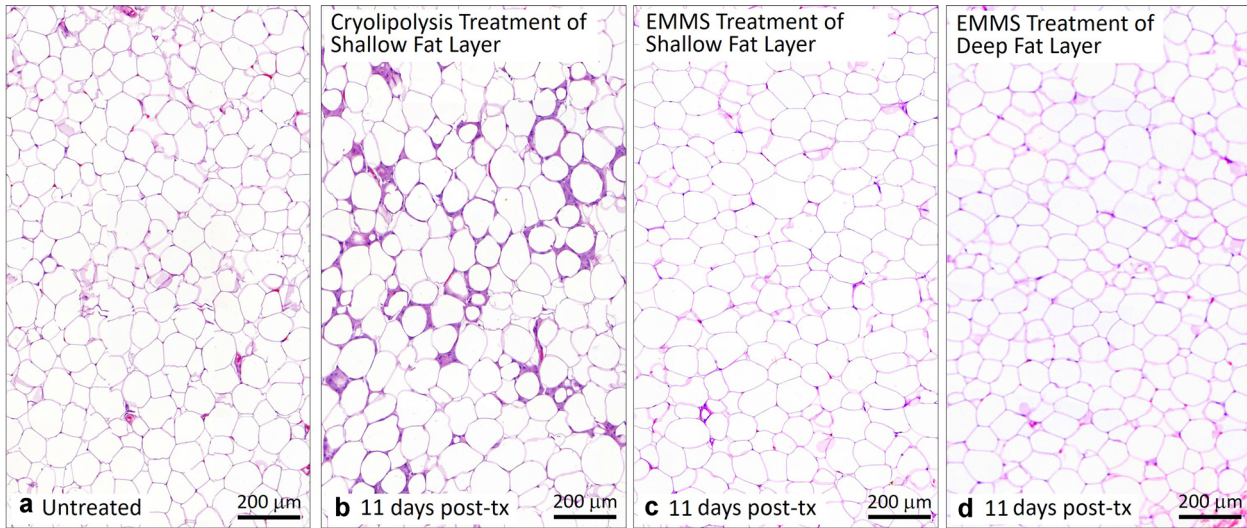 Cryolipolysis Treatment of
Shallow Fat Layer
EMMS Treatment of
Shallow Fat Layer
EMMS Treatment of
Deep Fat Layer
a Untreated
200 µm
b 11 days post-tx
200 µm
c 11 days post-tx
200 µm
d 11 days post-tx
200 µm